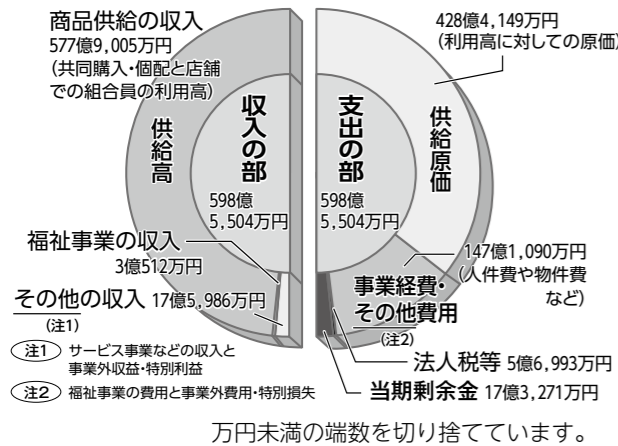 商品供給の収入
577億9,005万円
(共同購入・個配と店舗
での組合員の利用高)
供給高
収入の部
598億
5,504万円
福祉事業の収入
3億512万円
その他の収入 17億5,986万円
(注1)
注1 サービス事業などの収入と
事業外収益・特別利益
注2 福祉事業の費用と事業外費用・特別損失
428億4,149万円
(利用高に対しての原価)
供給原価
支出の部
598億
5,504万円
147億1,090万円
(人件費や物件費
など)
事業経費・
その他費用
(注2)
法人税等 5億6,993万円
当期剰余金 17億3,271万円
万円未満の端数を切り捨てています。